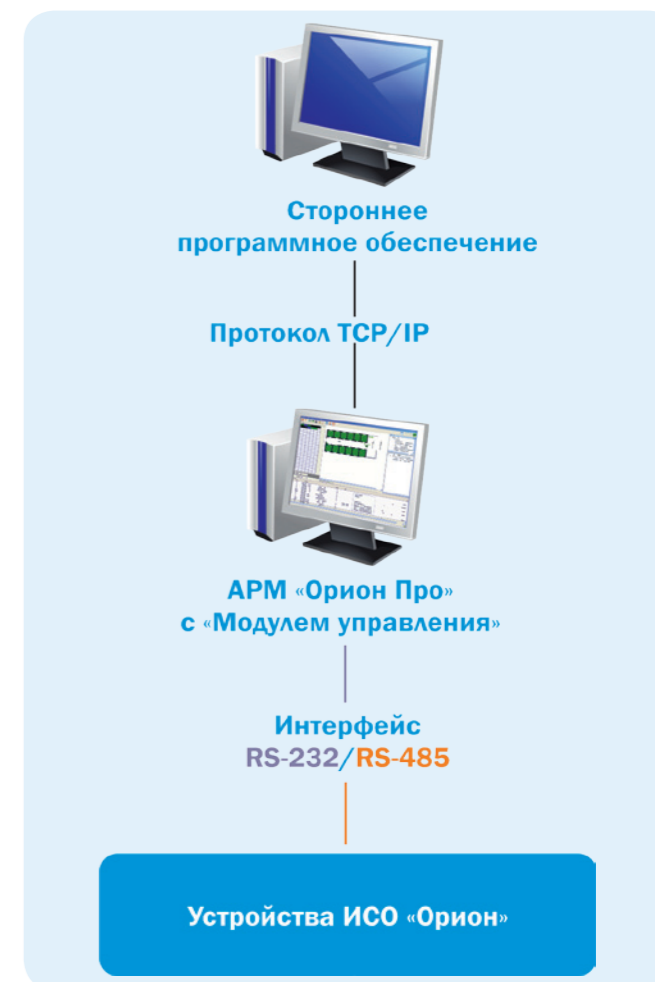 Стороннее
программное обеспечение
Протокол TCP/IP
АРМ «Орион Про»
с «Модулем управления»
Интерфейс
RS-232/RS-485
Устройства ИСО «Орион»